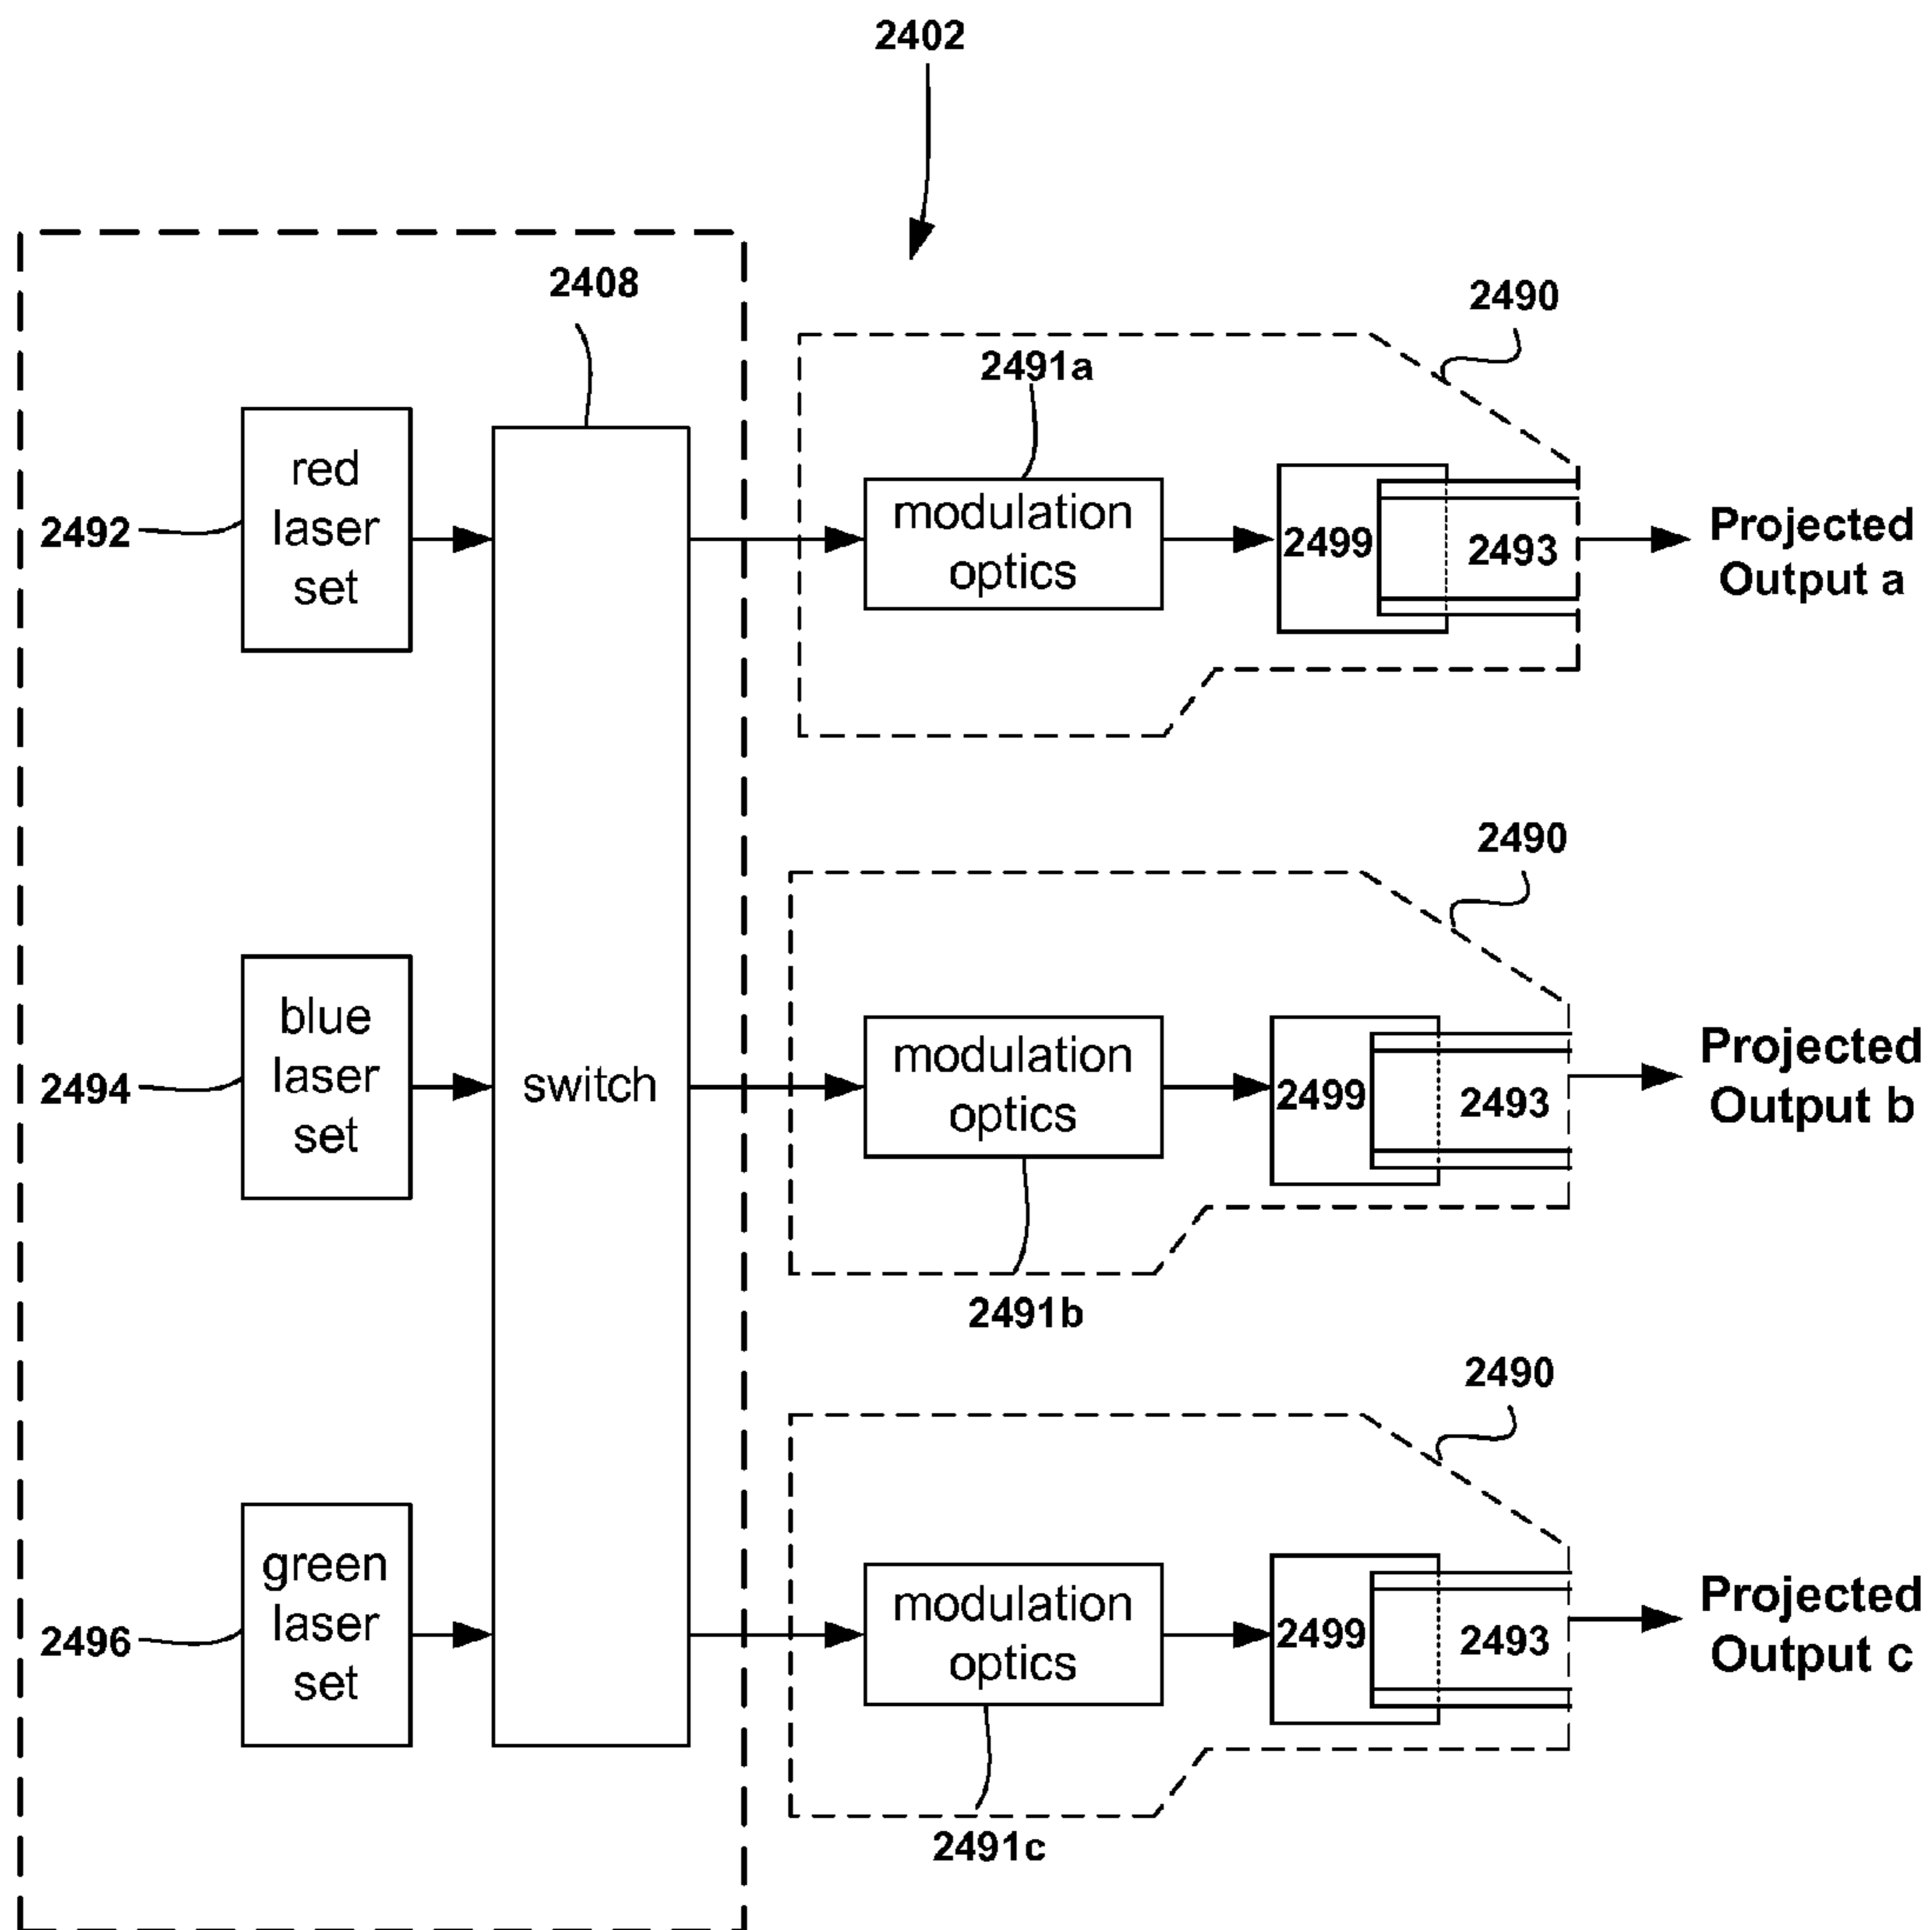 2402
2408
2490
2491a
red
laser
set
2492
modulation
optics
2499
2493
Projected
Output a
2490
blue
laser
set
2494
switch
modulation
optics
2499
2493
Projected
Output b
2491b
2490
green
laser
set
2496
modulation
optics
2499
2493
Projected
Output c
2491c